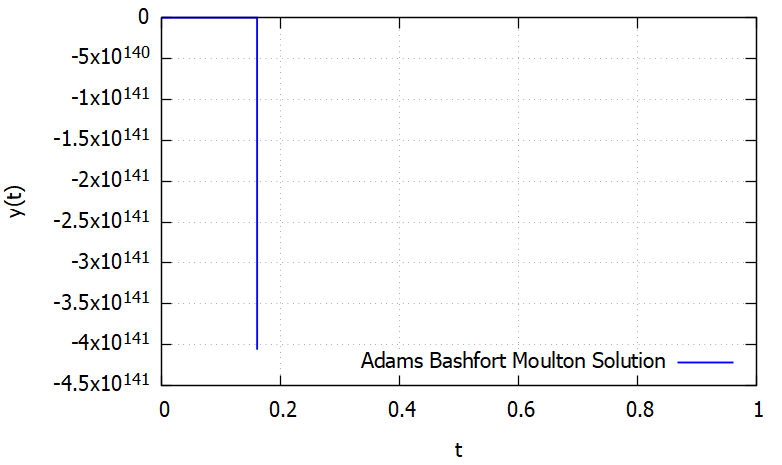 0
-5x10¹⁴⁰
-1x10¹⁴¹
-1.5x10¹⁴¹
-2x10¹⁴¹
-2.5x10¹⁴¹
-3x10¹⁴¹
-3.5x10¹⁴¹
-4x10¹⁴¹
-4.5x10¹⁴¹
y(t)
Adams Bashfort Moulton Solution
0 0.2 0.4 0.6 0.8 1
t